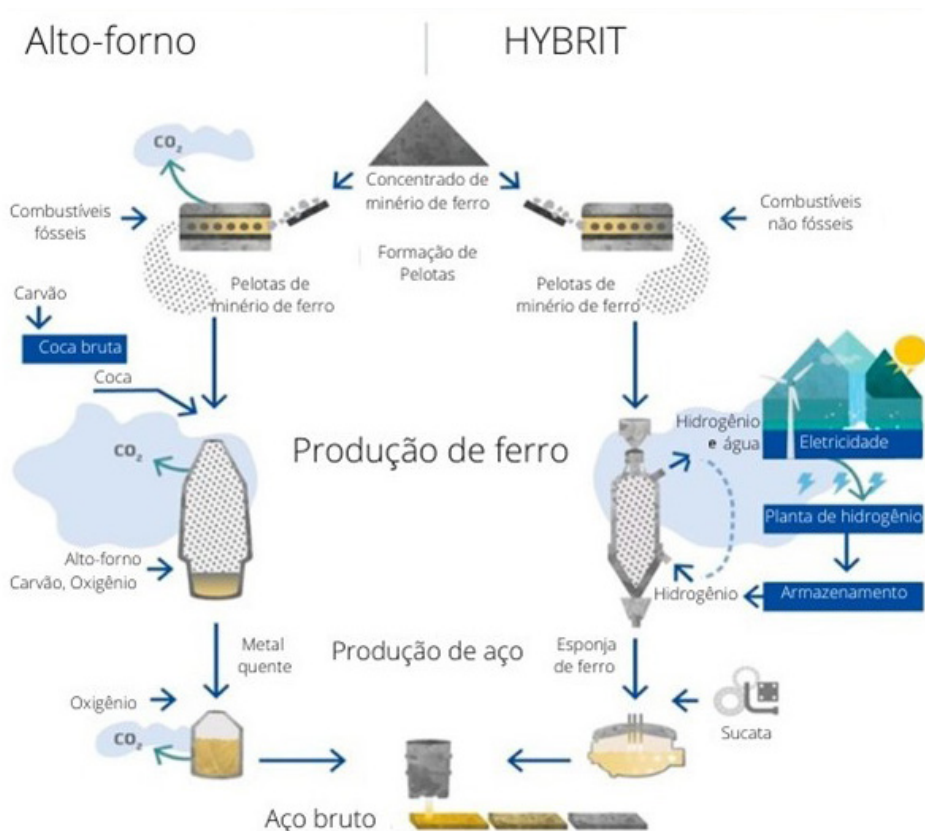 Alto-forno
HYBRIT
CO₂
Concentrado de
minério de ferro
Combustíveis
fósseis
Combustíveis
não fósseis
Formação de
Pelotas
Pelotas de
minério de ferro
Pelotas de
minério de ferro
Carvão
Coca bruta
Coca
CO₂
Produção de ferro
Hidrogênio
e água
Eletricidade
Planta de hidrogênio
Alto-forno
Carvão, Oxigênio
Hidrogênio
Armazenamento
Metal
quente
Produção de aço
Esponja
de ferro
Oxigênio
CO₂
Sucata
Aço bruto